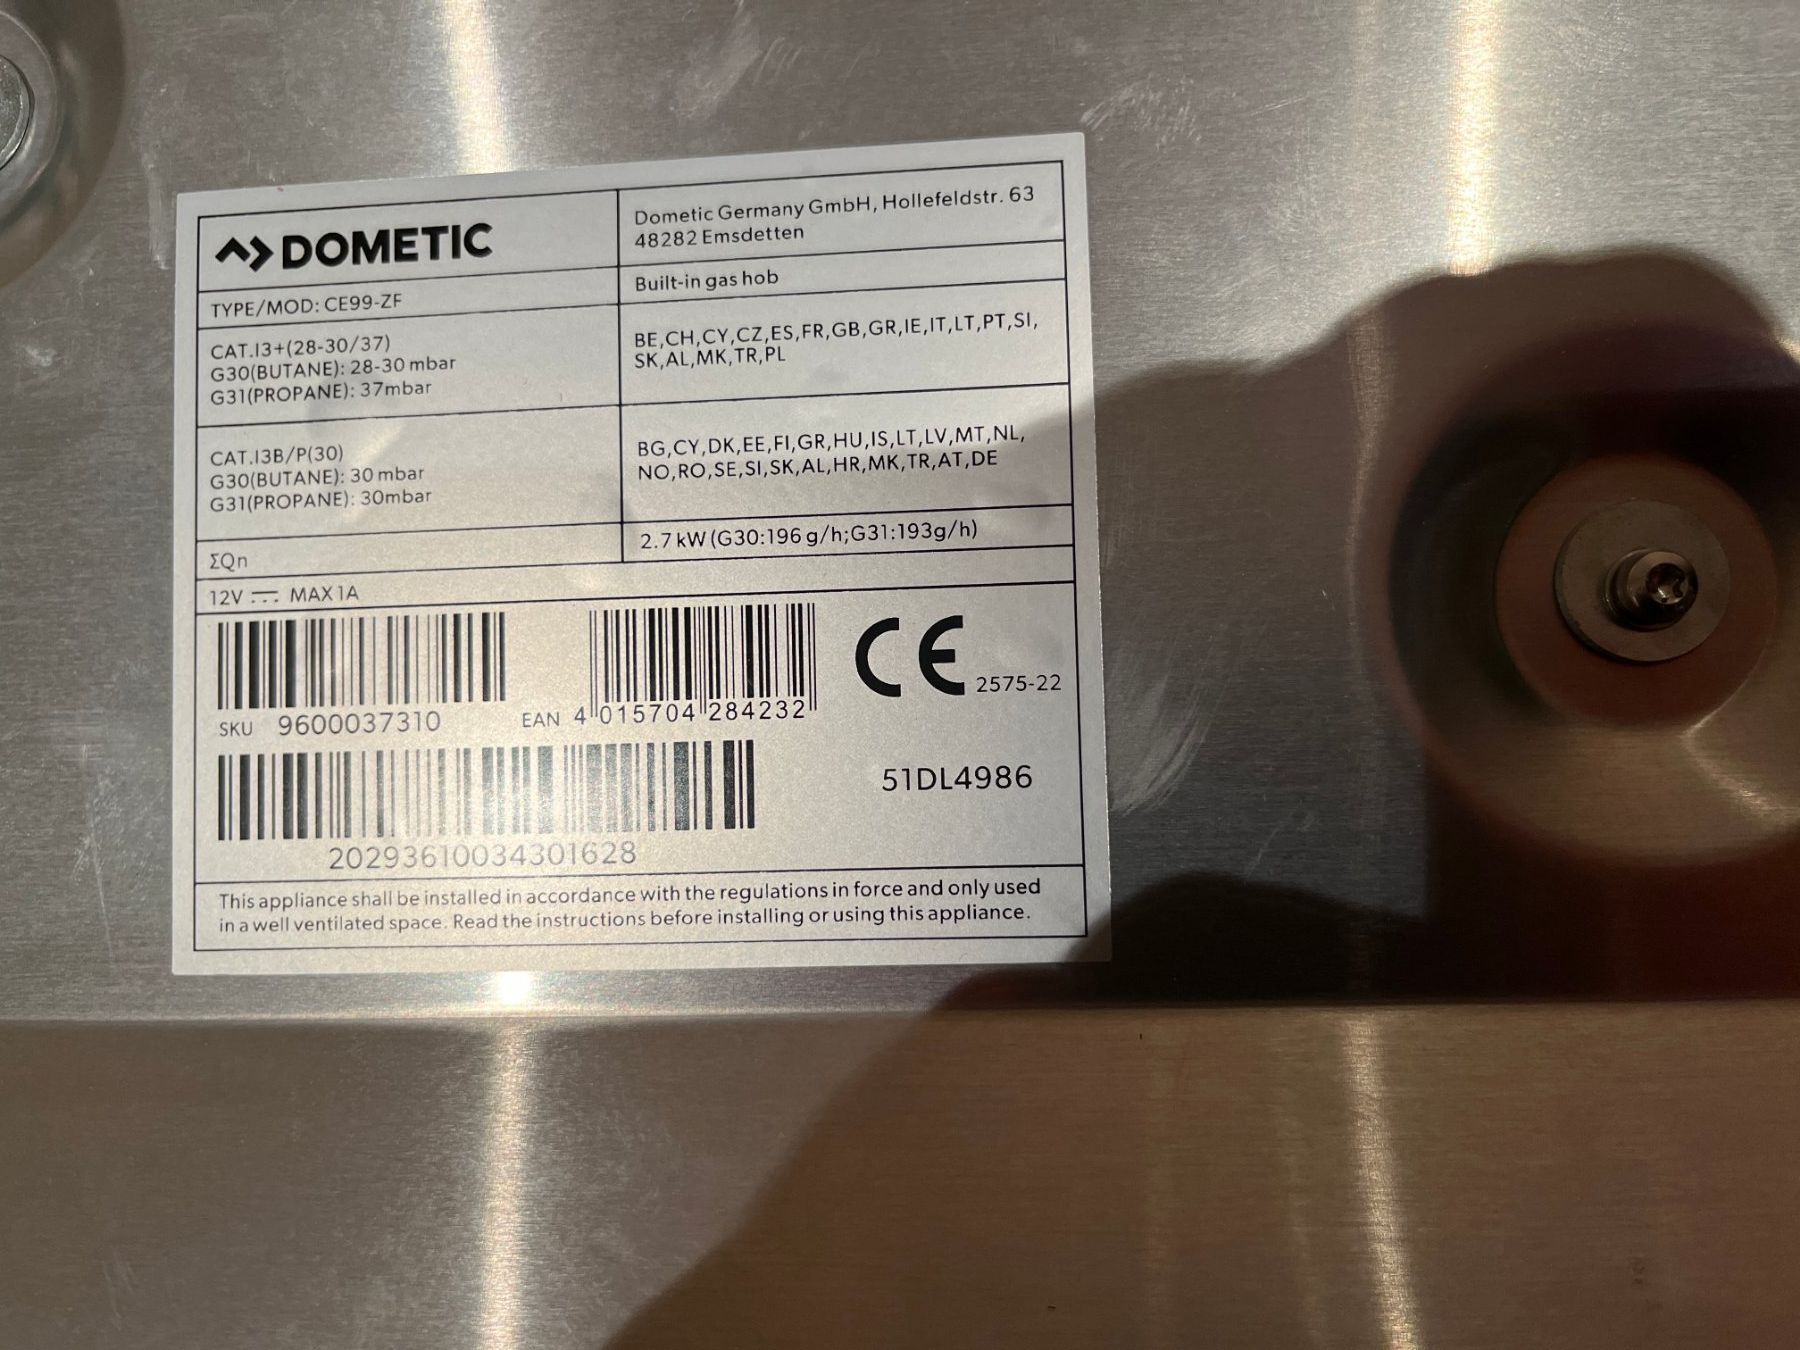 DOMETIC
Dometic Germany GmbH, Hollefeldstr. 63
48282 Emsdetten
TYPE/MOD: CE99-ZF
Built-in gas hob
CAT.I3+(28-30/37)
G30(BUTANE): 28-30 mbar
G31(PROPANE): 37mbar
BE,CH,CY,CZ,ES,FR,GB,GR,IE,IT,LT,PT,SI,
SK,AL,MK,TR,PL
CAT.I3B/P(30)
G30(BUTANE): 30 mbar
G31(PROPANE): 30mbar
BG,CY,DK,EE,FI,GR,HU,IS,LT,LV,MT,NL,
NO,RO,SE,SI,SK,AL,HR,MK,TR,AT,DE
ΣQn
2.7 kW (G30:196 g/h;G31:193g/h)
12V ⎓ MAX 1A
SKU 9600037310
EAN 4 015704 284232
CE 2575-22
51DL4986
20293610034301628
This appliance shall be installed in accordance with the regulations in force and only used
in a well ventilated space. Read the instructions before installing or using this appliance.